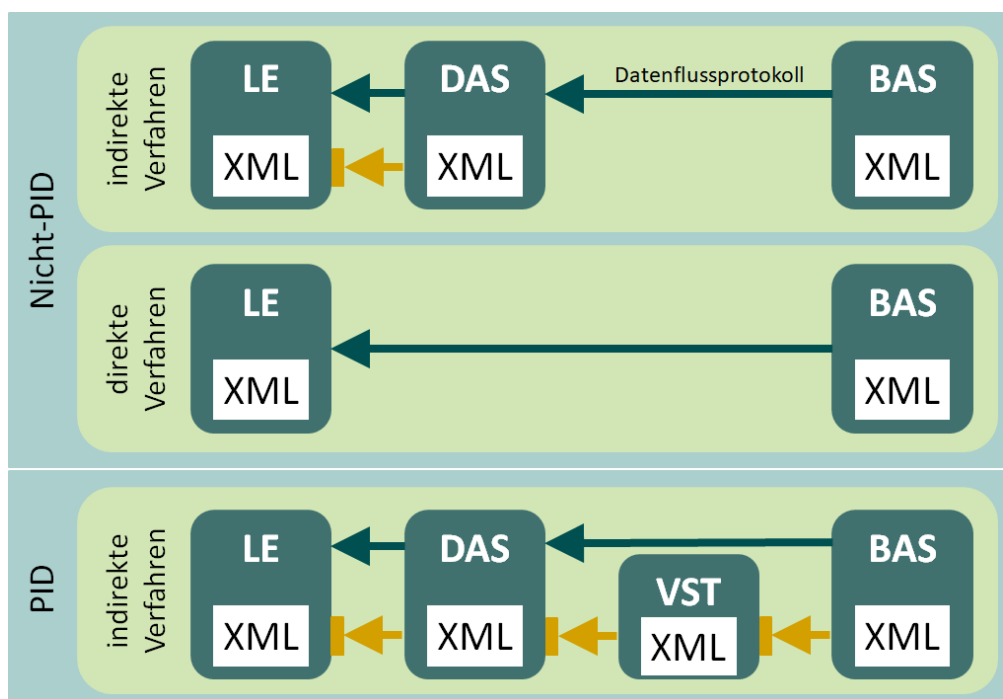 Nicht-PID
indirekte
Verfahren
LE
XML
DAS
XML
Datenflussprotokoll
BAS
XML
direkte
Verfahren
LE
XML
BAS
XML
PID
indirekte
Verfahren
LE
XML
DAS
XML
VST
XML
BAS
XML